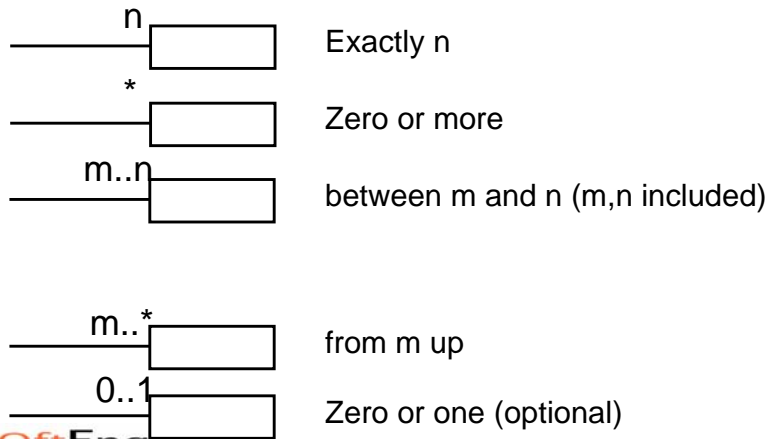 n
Exactly n
*
Zero or more
m..n
between m and n (m,n included)
m..*
from m up
0..1
Zero or one (optional)